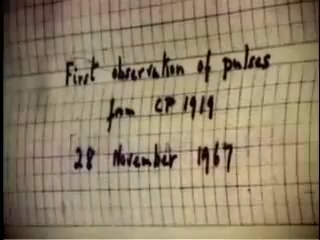 First observation of pulses
from CP 1919
28 November 1967